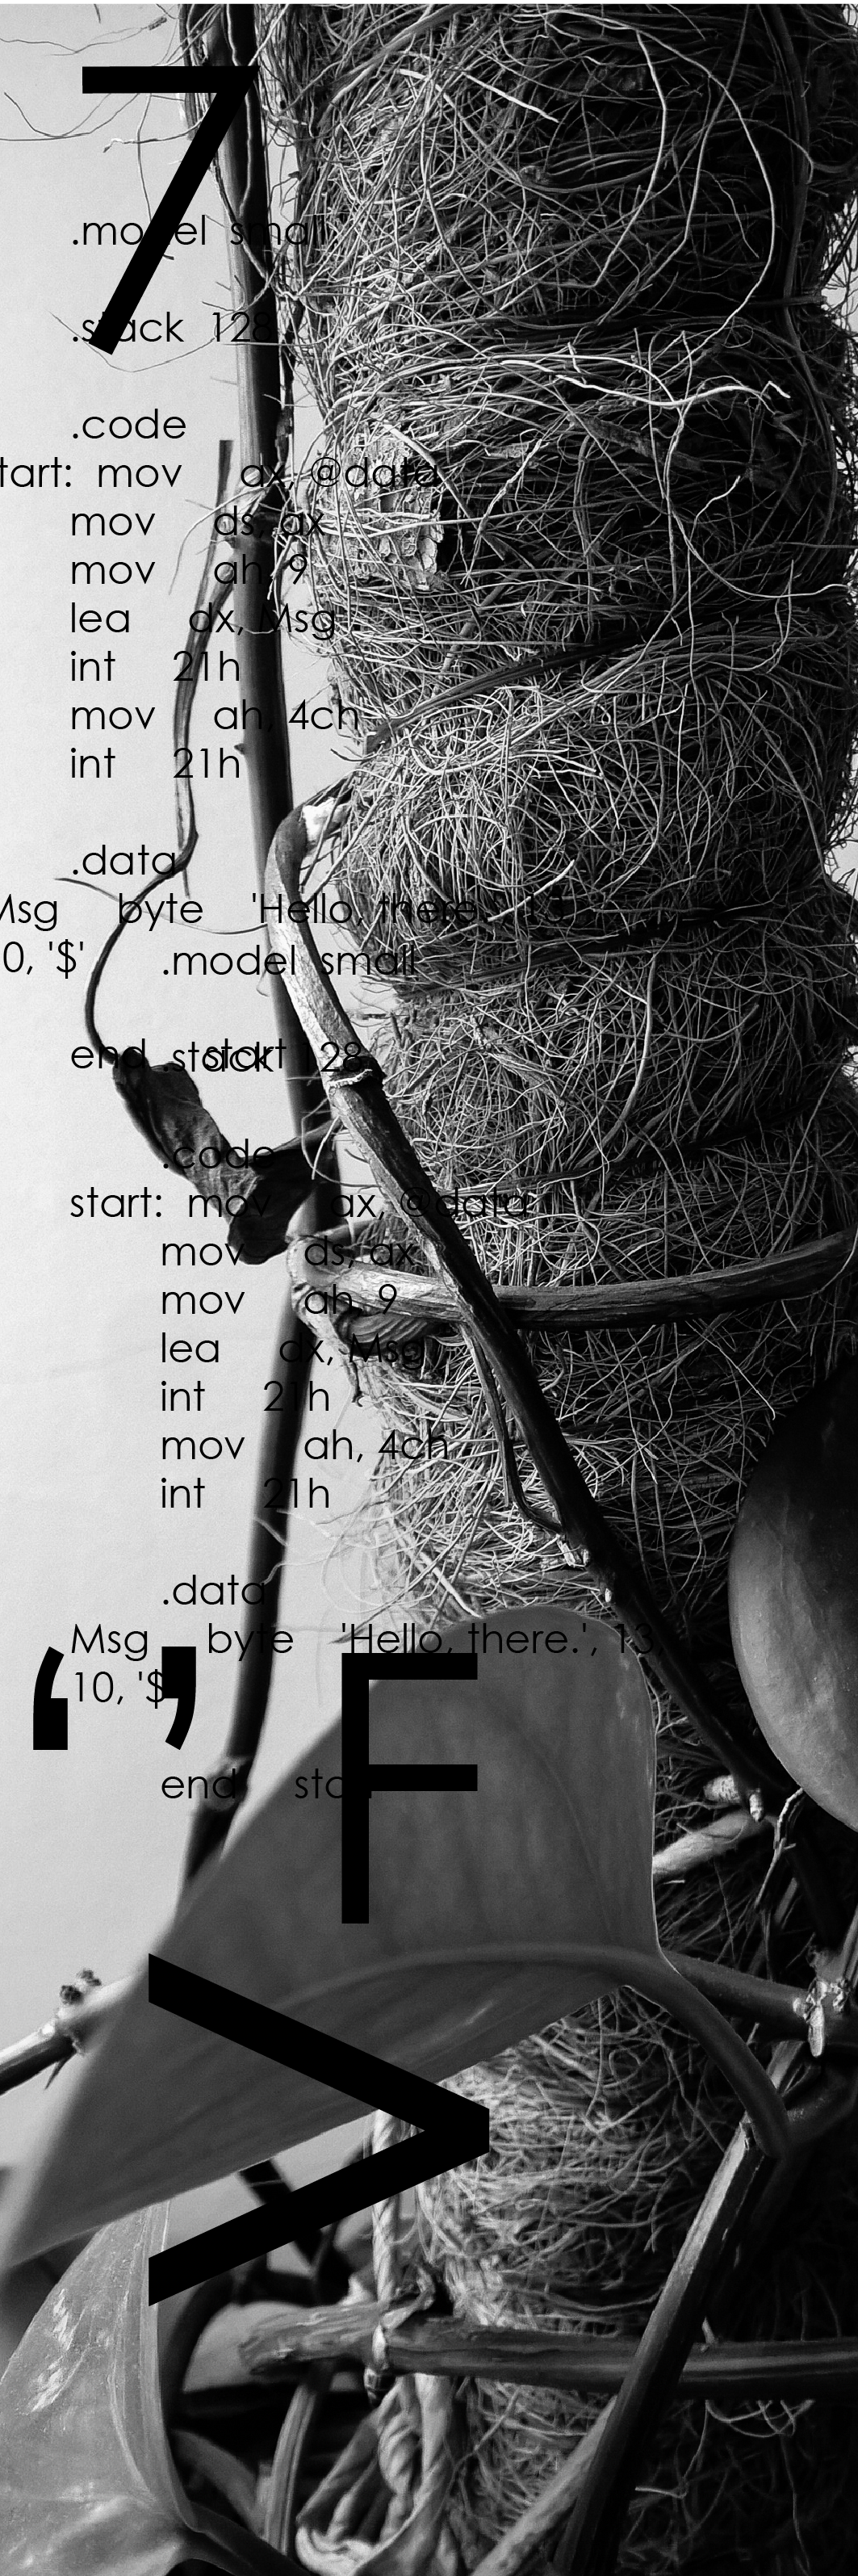 7
.model small
.stack 128
.code
tart: mov ax, @data
mov ds, ax
mov ah, 9
lea dx, Msg
int 21h
mov ah, 4ch
int 21h
.data
Msg byte 'Hello, there.', 13
0, '$'
.model small
end start
.stack 128
.code
start: mov ax, @data
mov ds, ax
mov ah, 9
lea dx, Msg
int 21h
mov ah, 4ch
int 21h
.data
Msg byte 'Hello, there.', 13
10, '$
‘ ’ F
end star
>